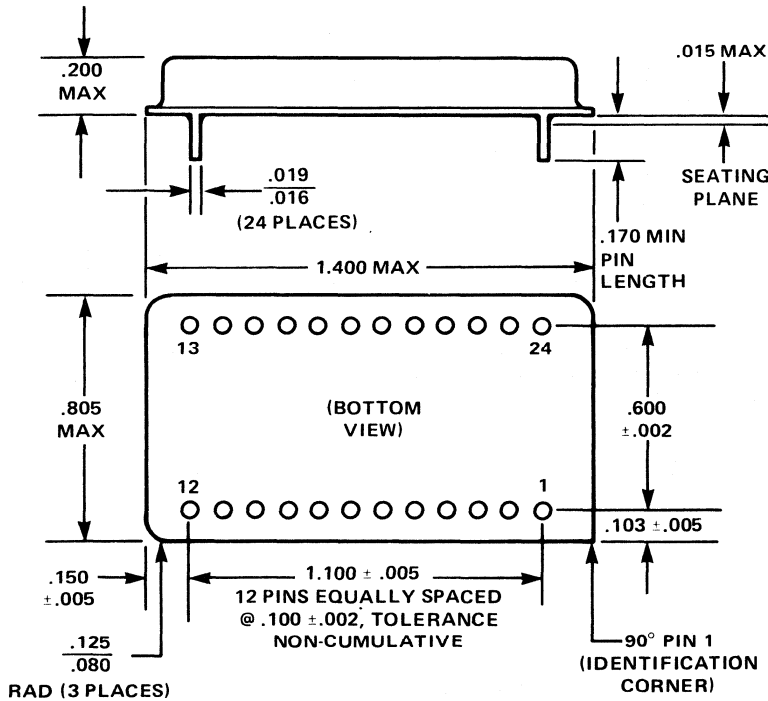 .200
MAX
.015 MAX
SEATING
PLANE
.019
.016
(24 PLACES)
.170 MIN
PIN
LENGTH
1.400 MAX
13
24
.805
MAX
(BOTTOM
VIEW)
.600
±.002
12
1
.103 ±.005
.150
±.005
1.100 ± .005
12 PINS EQUALLY SPACED
@ .100 ±.002, TOLERANCE
NON-CUMULATIVE
.125
.080
RAD (3 PLACES)
90° PIN 1
(IDENTIFICATION
CORNER)